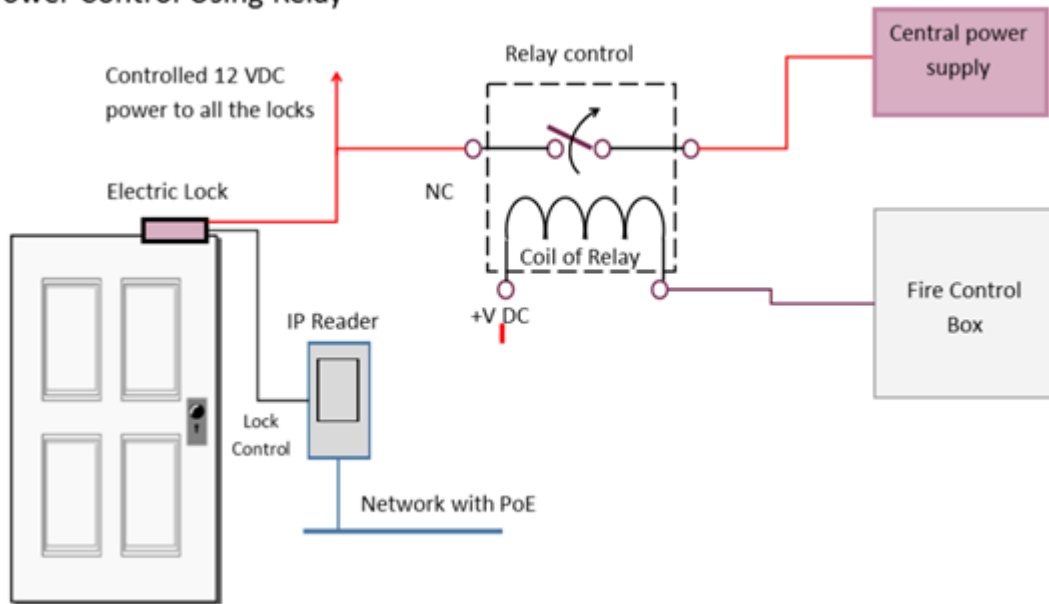 ower Control Using Relay
Central power
supply
Relay control
Controlled 12 VDC
power to all the locks
Electric Lock
NC
Coil of Relay
+V DC
Fire Control
Box
IP Reader
Lock
Control
Network with PoE